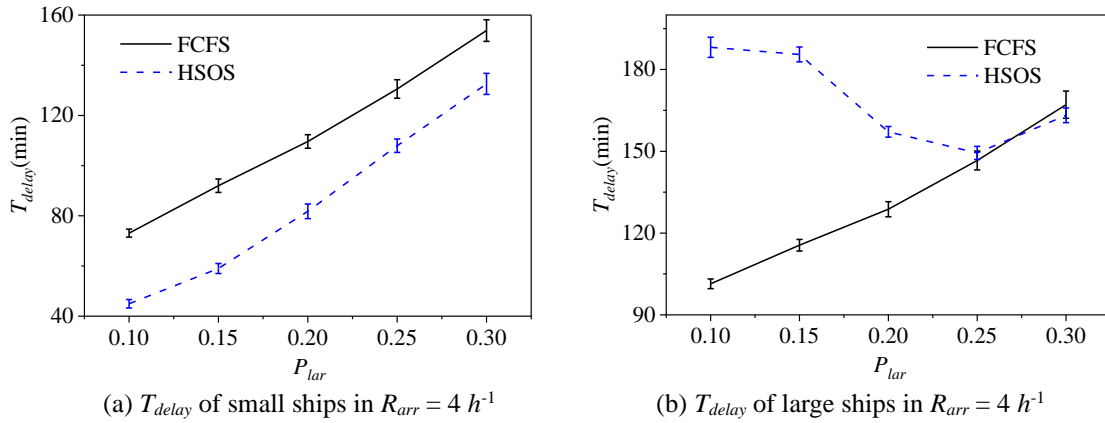 160
120
80
40
T_delay(min)
FCFS
HSOS
0.10 0.15 0.20 0.25 0.30
P_lar
(a) T_delay of small ships in R_arr = 4 h⁻¹
180
150
120
90
T_delay(min)
FCFS
HSOS
0.10 0.15 0.20 0.25 0.30
P_lar
(b) T_delay of large ships in R_arr = 4 h⁻¹